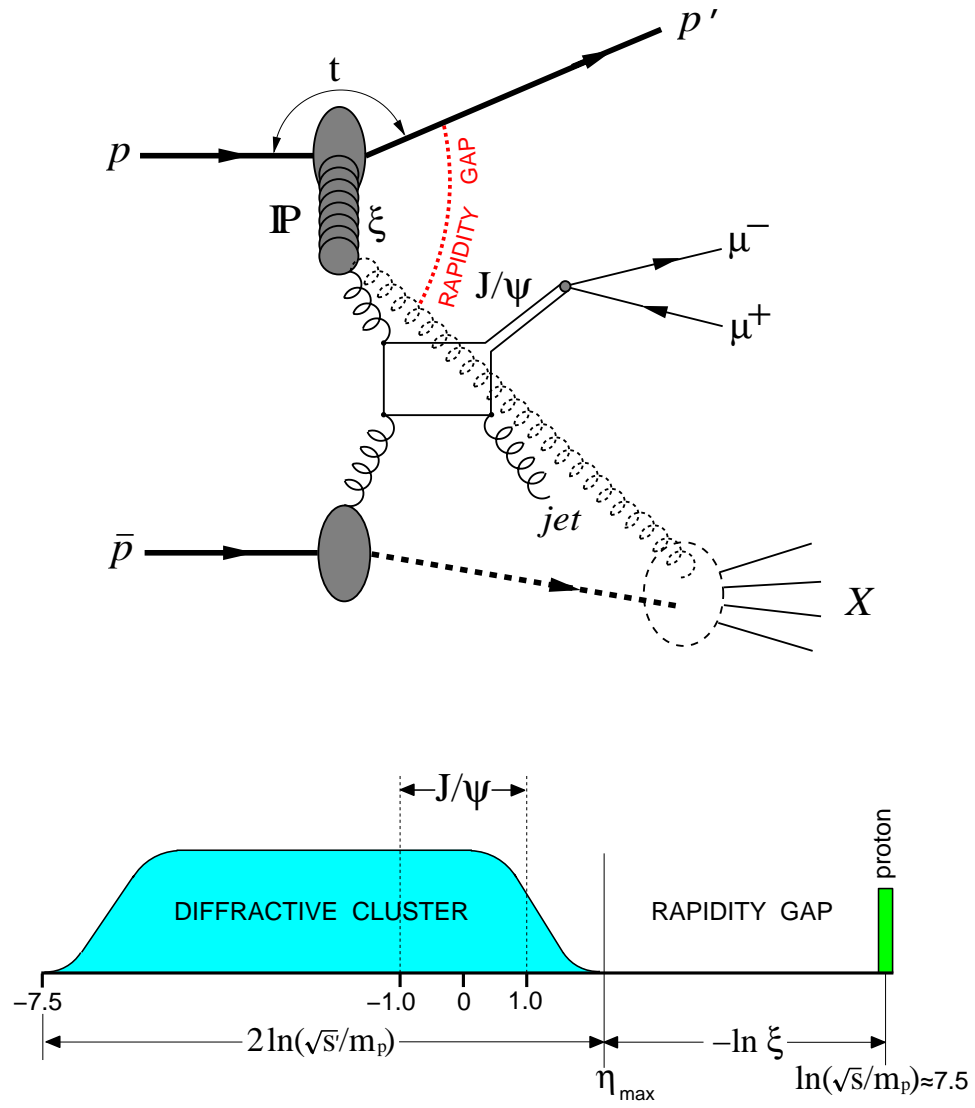 p′
t
p
RAPIDITY GAP
IP ξ
J/ψ
μ−
μ+
jet
p̄
X
J/ψ
proton
DIFFRACTIVE CLUSTER
RAPIDITY GAP
−7.5 −1.0 0 1.0
2ln(√s′/mₚ) −ln ξ
ηmax ln(√s/mₚ)≈7.5